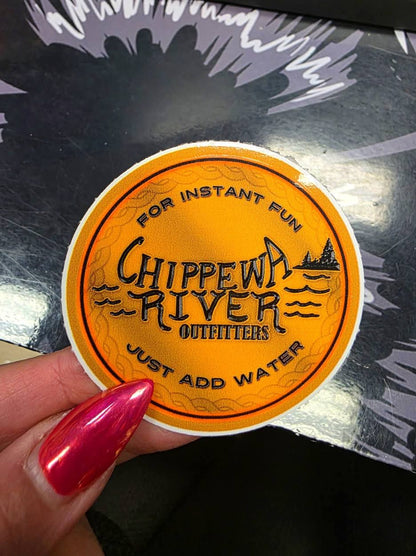 FOR INSTANT FUN
CHIPPEWA
RIVER
OUTFITTERS
JUST ADD WATER